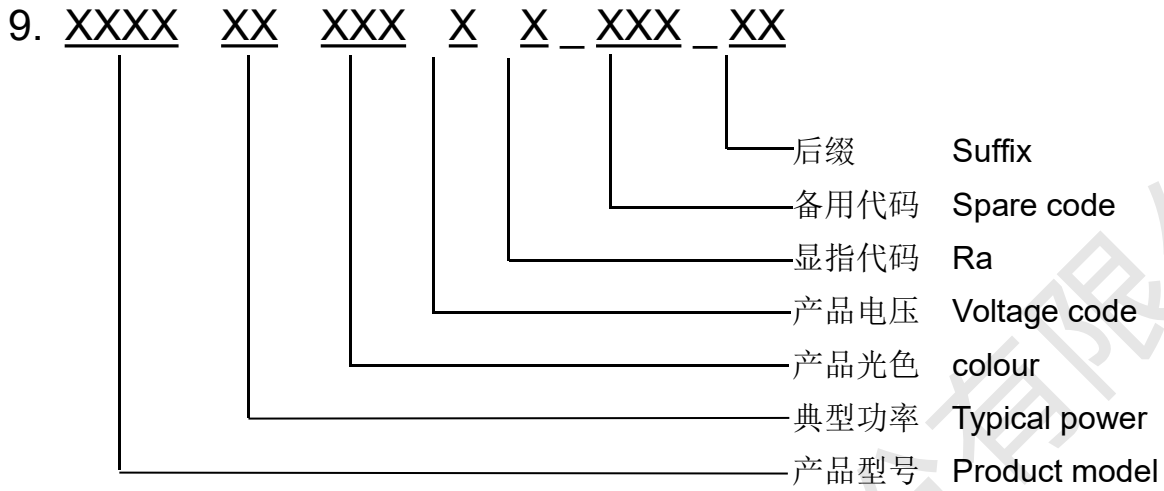 9. XXXX XX XXX X X _ XXX _ XX
后缀 Suffix
备用代码 Spare code
显指代码 Ra
产品电压 Voltage code
产品光色 colour
典型功率 Typical power
产品型号 Product model
有限